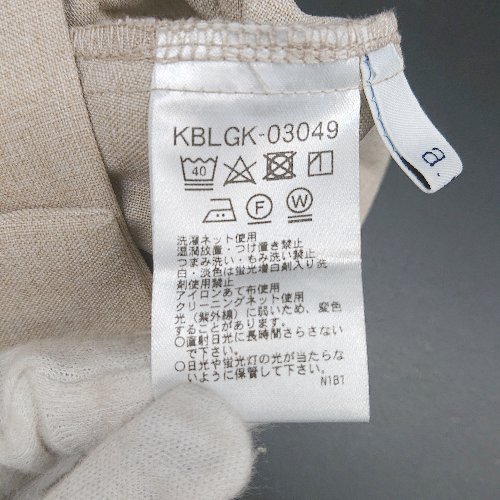 KBLGK-03049
40
F W
洗濯ネット使用
湿潤放置・つけ置き禁止
つまみ洗い・もみ洗い禁止
白・淡色は蛍光増白剤入り洗
剤使用禁止
アイロンあて布使用
クリーニングネット使用
光（紫外線）に弱いため、変色
することがあります。
○直射日光に長時間さらさない
で下さい。
○日光や蛍光灯の光が当たらな
いように保管して下さい。
N1BT
a.